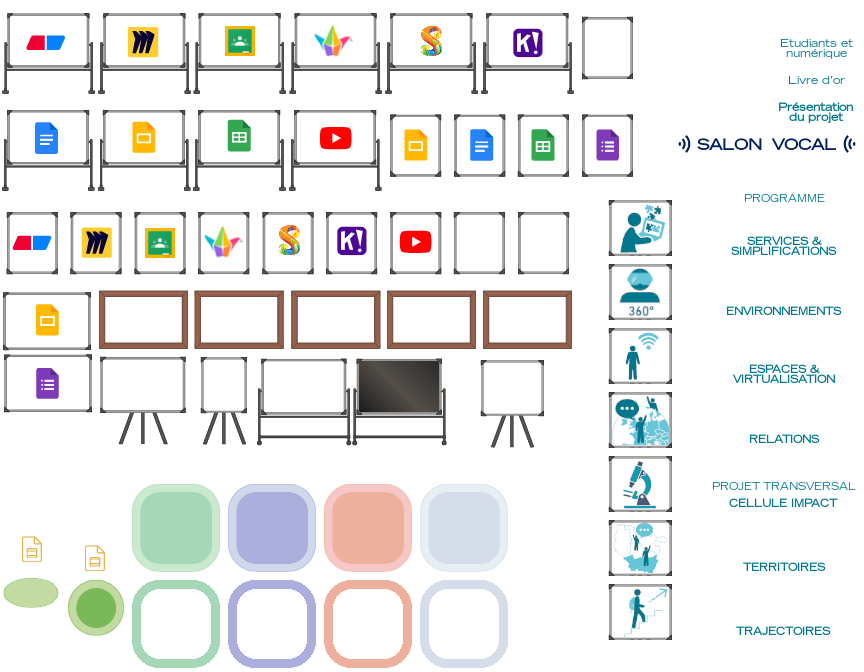 K!
Etudiants et
numérique
Livre d'or
Présentation
du projet
SALON VOCAL
K!
PROGRAMME
SERVICES &
SIMPLIFICATIONS
360°
ENVIRONNEMENTS
ESPACES &
VIRTUALISATION
RELATIONS
PROJET TRANSVERSAL
CELLULE IMPACT
TERRITOIRES
TRAJECTOIRES